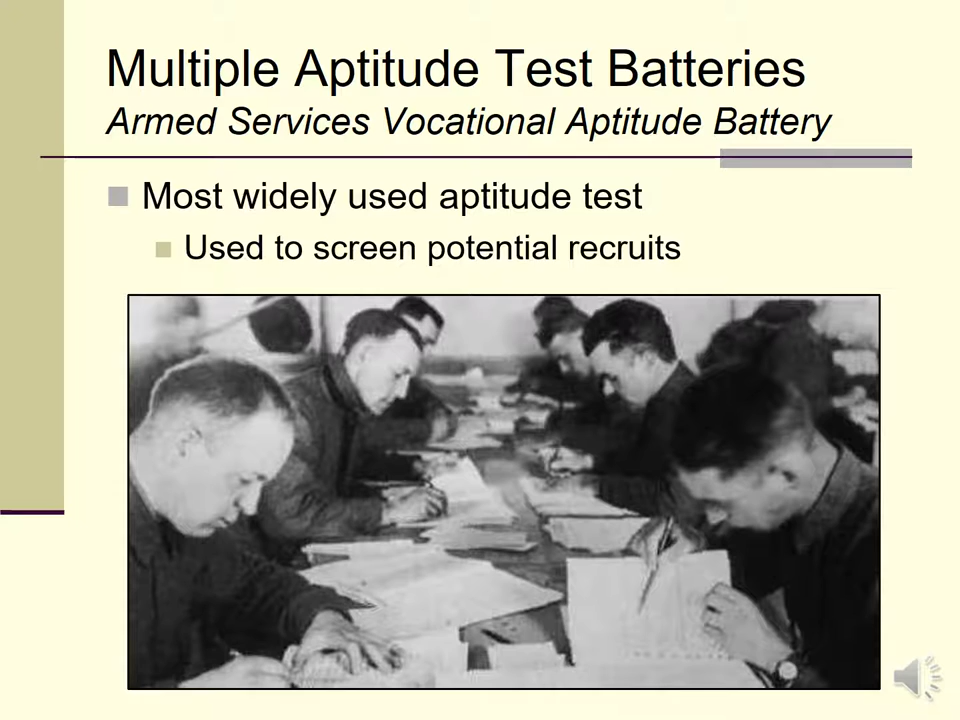 Multiple Aptitude Test Batteries
Armed Services Vocational Aptitude Battery
Most widely used aptitude test
Used to screen potential recruits